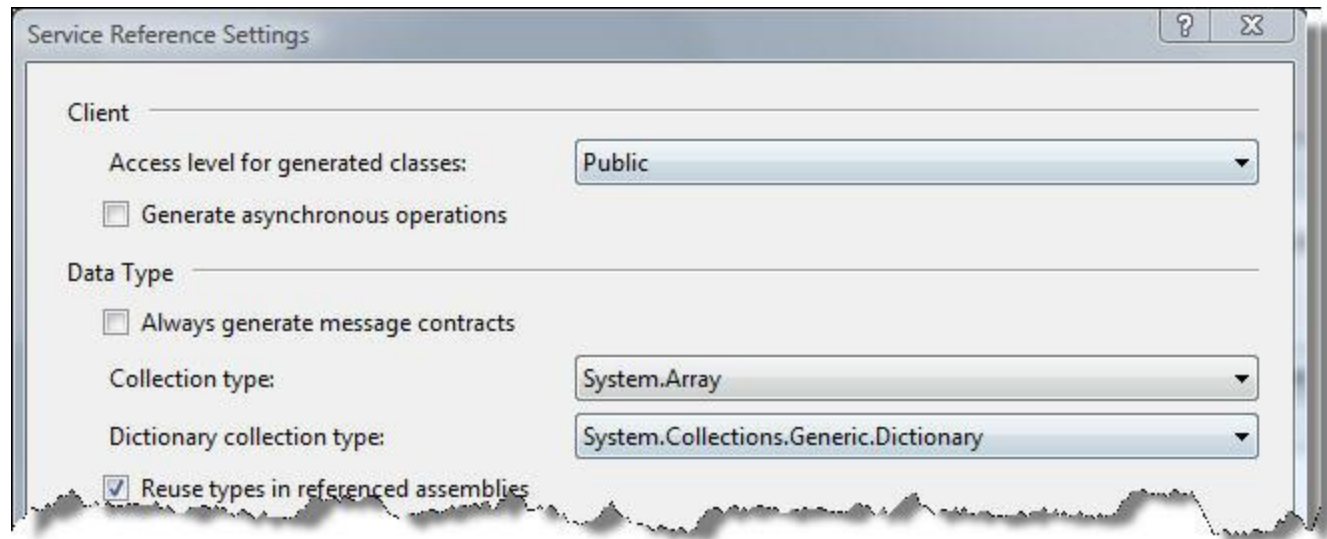 Service Reference Settings
Client
Access level for generated classes: Public
Generate asynchronous operations
Data Type
Always generate message contracts
Collection type: System.Array
Dictionary collection type: System.Collections.Generic.Dictionary
Reuse types in referenced assemblies